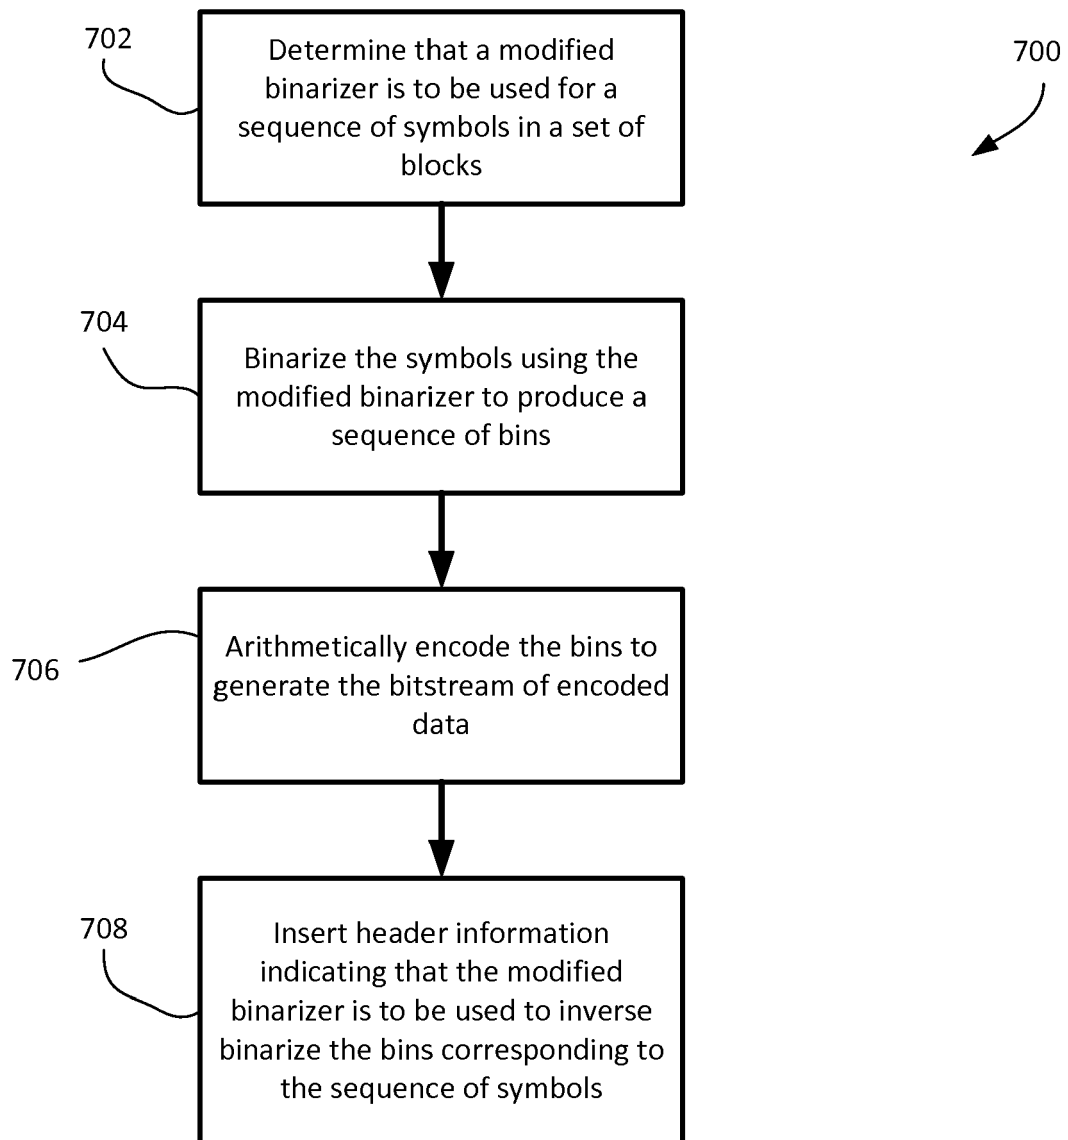 702
Determine that a modified
binarizer is to be used for a
sequence of symbols in a set of
blocks
700
704
Binarize the symbols using the
modified binarizer to produce a
sequence of bins
706
Arithmetically encode the bins to
generate the bitstream of encoded
data
708
Insert header information
indicating that the modified
binarizer is to be used to inverse
binarize the bins corresponding to
the sequence of symbols